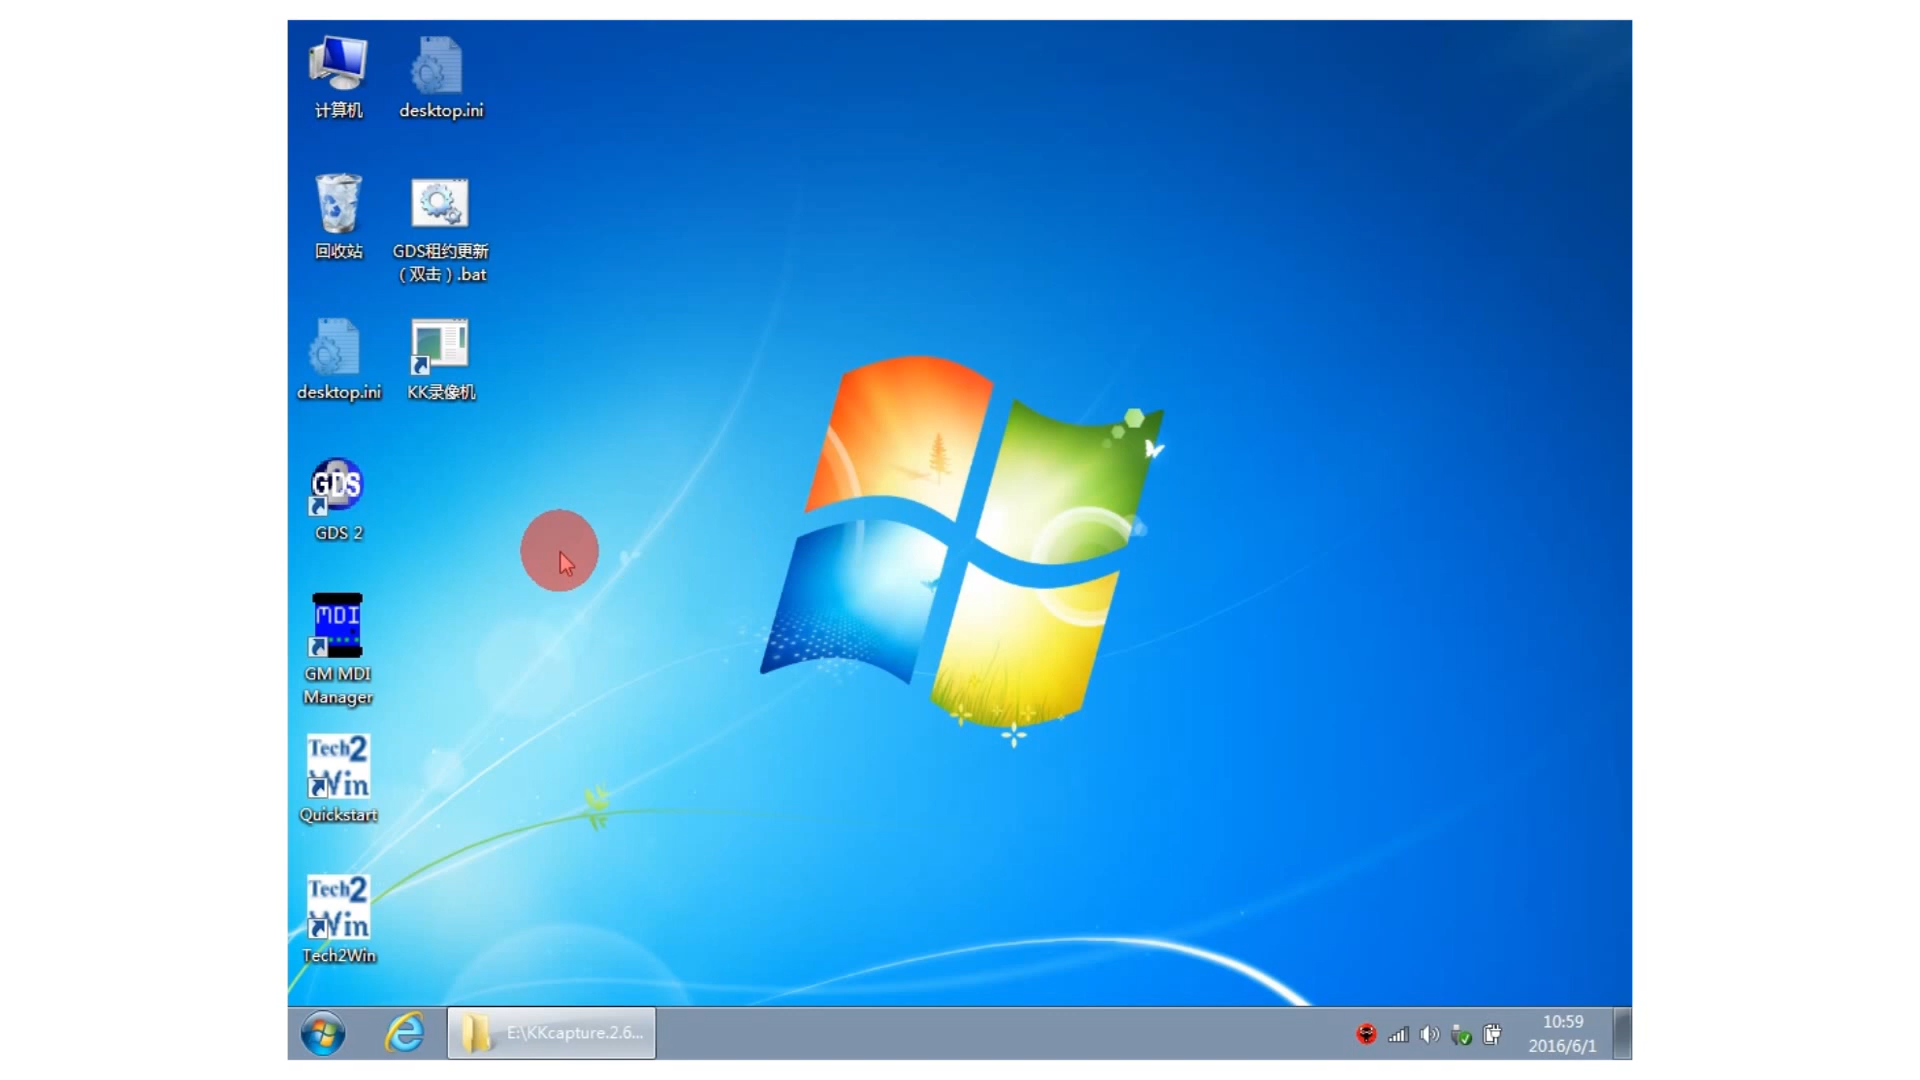 计算机
desktop.ini
回收站
GDS租约更新
（双击）.bat
desktop.ini
KK录像机
GDS
GDS 2
MDI
GM MDI
Manager
Tech2
Win
Quickstart
Tech2
Win
Tech2Win
E:\KKcapture.2.6...
10:59
2016/6/1